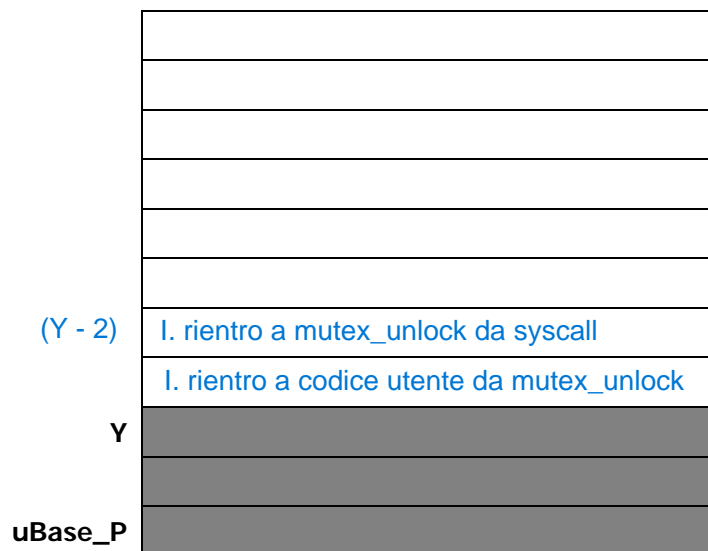 (Y - 2) I. rientro a mutex_unlock da syscall
I. rientro a codice utente da mutex_unlock
Y
uBase_P